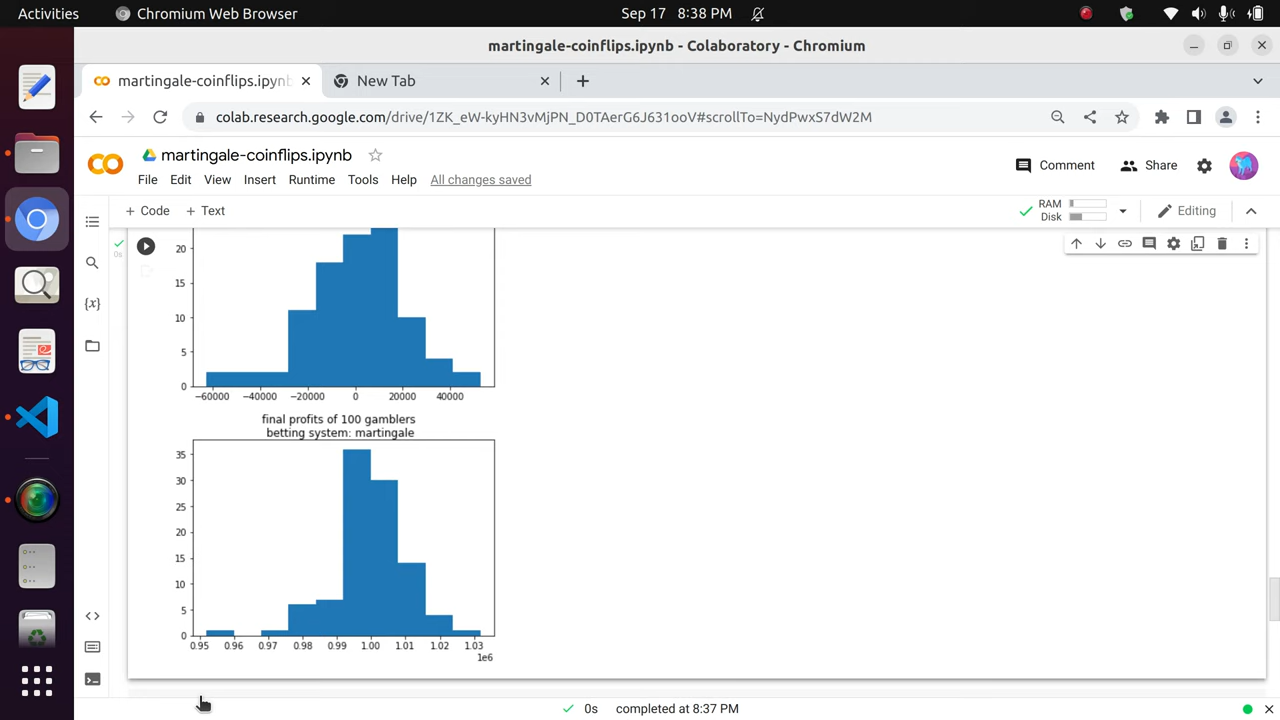 Activities
Chromium Web Browser
Sep 17 8:38 PM
martingale-coinflips.ipynb - Colaboratory - Chromium
martingale-coinflips.ipynb
New Tab
colab.research.google.com/drive/1ZK_eW-kyHN3vMjPN_D0TAerG6J631ooV#scrollTo=NydPwxS7dW2M
martingale-coinflips.ipynb
Comment
Share
File Edit View Insert Runtime Tools Help All changes saved
+ Code + Text
RAM
Disk
Editing
0s
{x}
20
15
10
5
0
−60000 −40000 −20000 0 20000 40000
final profits of 100 gamblers
betting system: martingale
35
30
25
20
15
10
5
0
0.95 0.96 0.97 0.98 0.99 1.00 1.01 1.02 1.03
1e6
0s completed at 8:37 PM